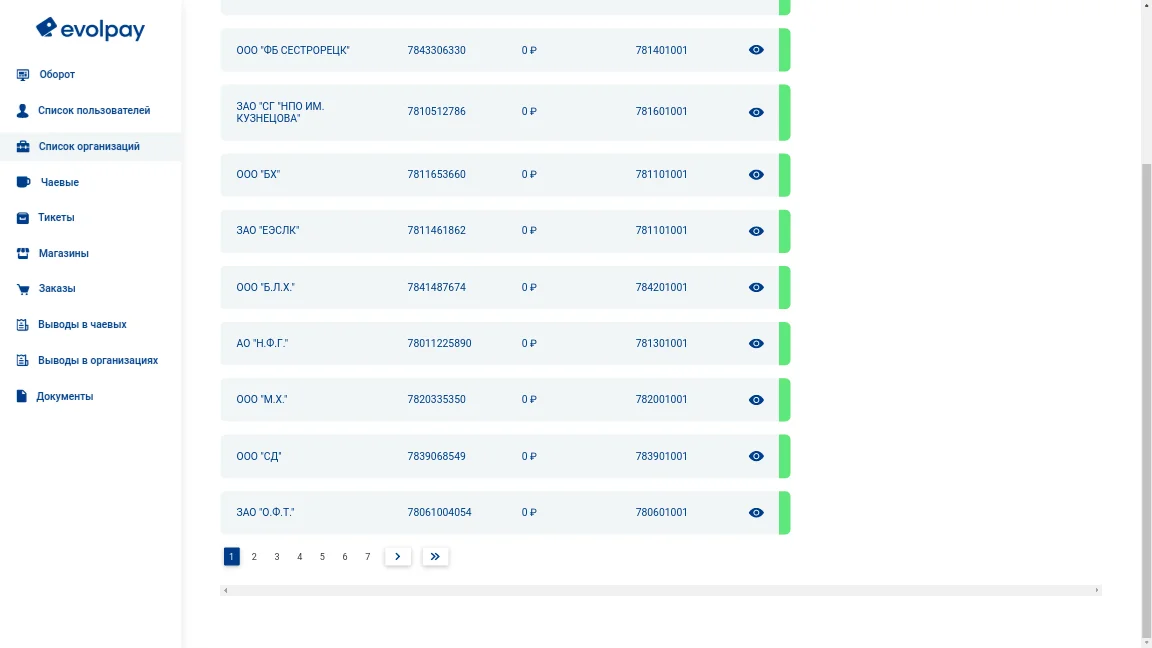 evolpay
Оборот
Список пользователей
Список организаций
Чаевые
Тикеты
Магазины
Заказы
Выводы в чаевых
Выводы в организациях
Документы
ООО "ФБ СЕСТРОРЕЦК" 7843306330 0 ₽ 781401001
ЗАО "СГ "НПО ИМ.
КУЗНЕЦОВА" 7810512786 0 ₽ 781601001
ООО "БХ" 7811653660 0 ₽ 781101001
ЗАО "ЕЭСЛК" 7811461862 0 ₽ 781101001
ООО "Б.Л.Х." 7841487674 0 ₽ 784201001
АО "Н.Ф.Г." 78011225890 0 ₽ 781301001
ООО "М.Х." 7820335350 0 ₽ 782001001
ООО "СД" 7839068549 0 ₽ 783901001
ЗАО "О.Ф.Т." 78061004054 0 ₽ 780601001
1 2 3 4 5 6 7